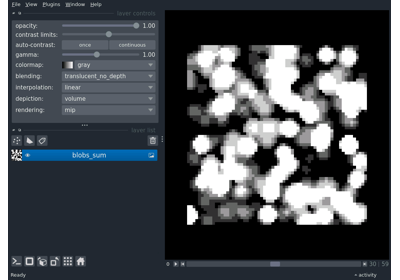 File View Plugins Window Help
layer controls
opacity: 1.00
contrast limits:
auto-contrast: once continuous
gamma: 1.00
colormap: gray
blending: translucent_no_depth
interpolation: linear
depiction: volume
rendering: mip
layer list
blobs_sum
30 59
Ready activity